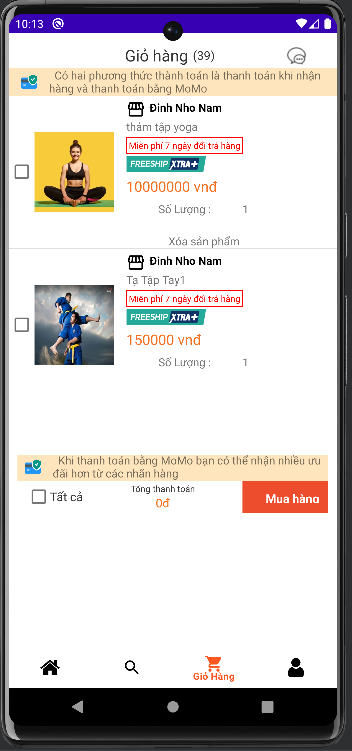 10:13
Giỏ hàng (39)
Có hai phương thức thành toán là thanh toán khi nhận
hàng và thanh toán bằng MoMo
Đinh Nho Nam
thảm tập yoga
Miên phí 7 ngày đổi trả hàng
FREESHIP XTRA+
10000000 vnđ
Số Lượng : 1
Xóa sản phẩm
Đinh Nho Nam
Tạ Tập Tay1
Miên phí 7 ngày đổi trả hàng
FREESHIP XTRA+
150000 vnđ
Số Lượng : 1
Khi thanh toán bằng MoMo bạn có thể nhận nhiều ưu
đãi hơn từ các nhãn hàng
Tất cả
Tổng thanh toán
0đ
Mua hàng
Giỏ Hàng